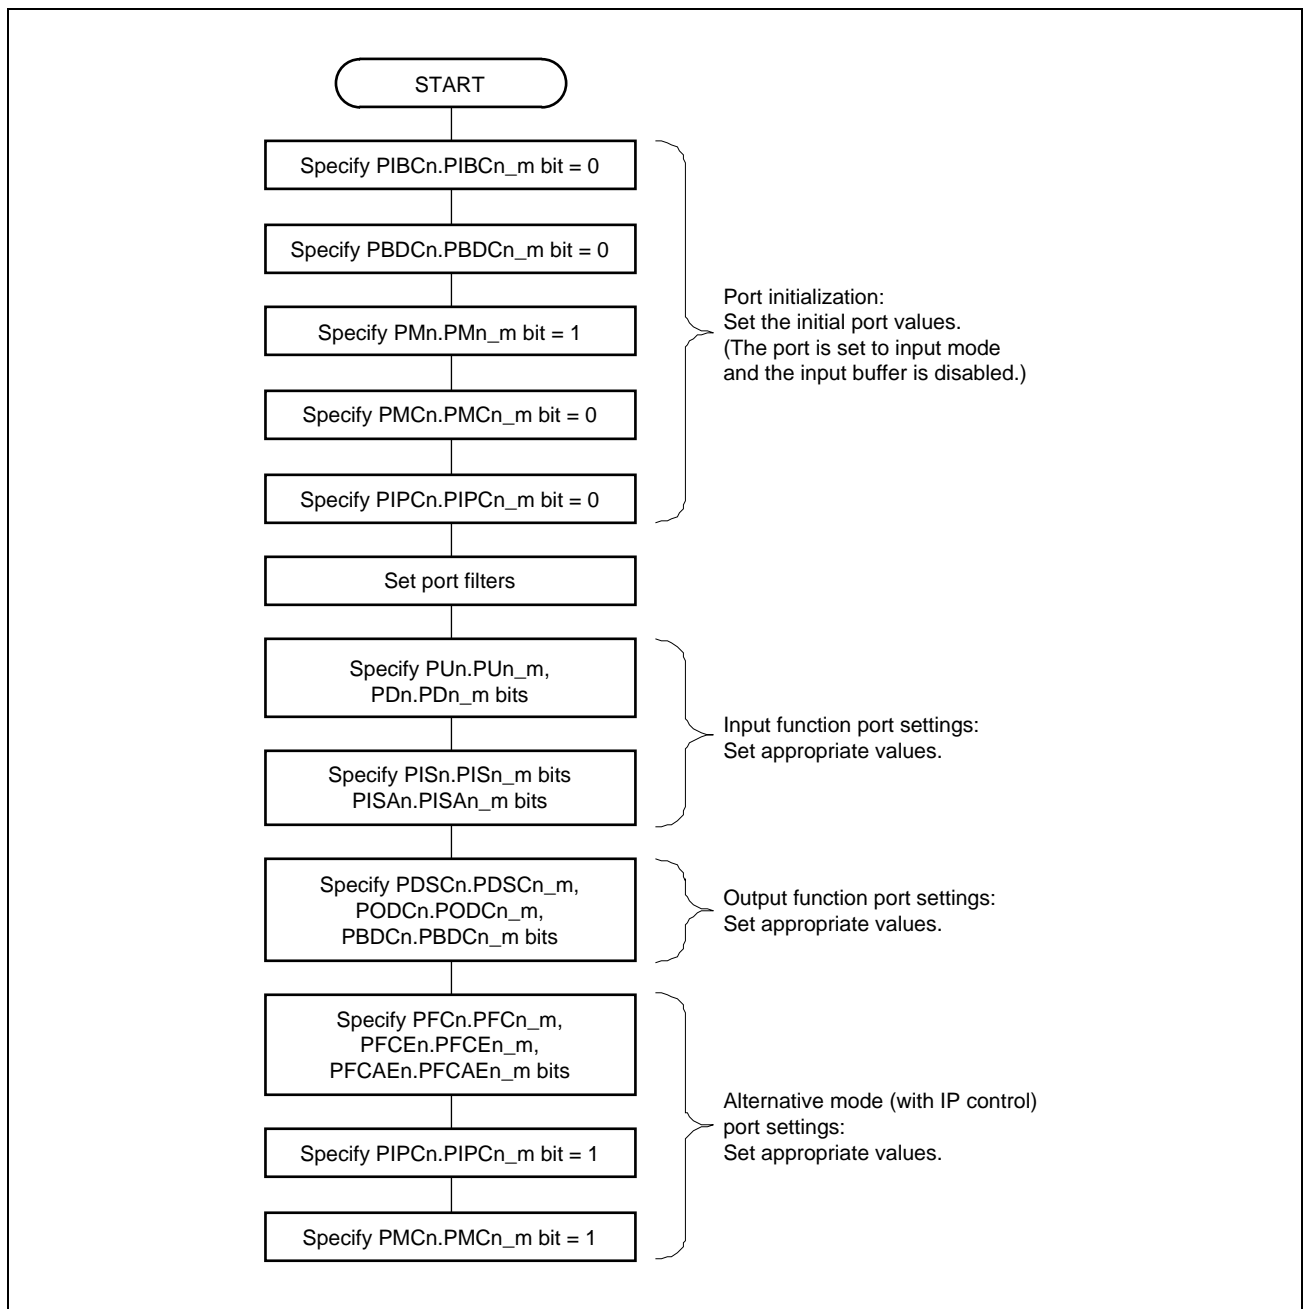 START
Specify PIBCn.PIBCn_m bit = 0
Specify PBDCn.PBDCn_m bit = 0
Specify PMn.PMn_m bit = 1
Specify PMCn.PMCn_m bit = 0
Specify PIPCn.PIPCn_m bit = 0
Port initialization:
Set the initial port values.
(The port is set to input mode
and the input buffer is disabled.)
Set port filters
Specify PUn.PUn_m,
PDn.PDn_m bits
Specify PISn.PISn_m bits
PISAn.PISAn_m bits
Input function port settings:
Set appropriate values.
Specify PDSCn.PDSCn_m,
PODCn.PODCn_m,
PBDCn.PBDCn_m bits
Output function port settings:
Set appropriate values.
Specify PFCn.PFCn_m,
PFCEn.PFCEn_m,
PFCAEn.PFCAEn_m bits
Specify PIPCn.PIPCn_m bit = 1
Specify PMCn.PMCn_m bit = 1
Alternative mode (with IP control)
port settings:
Set appropriate values.